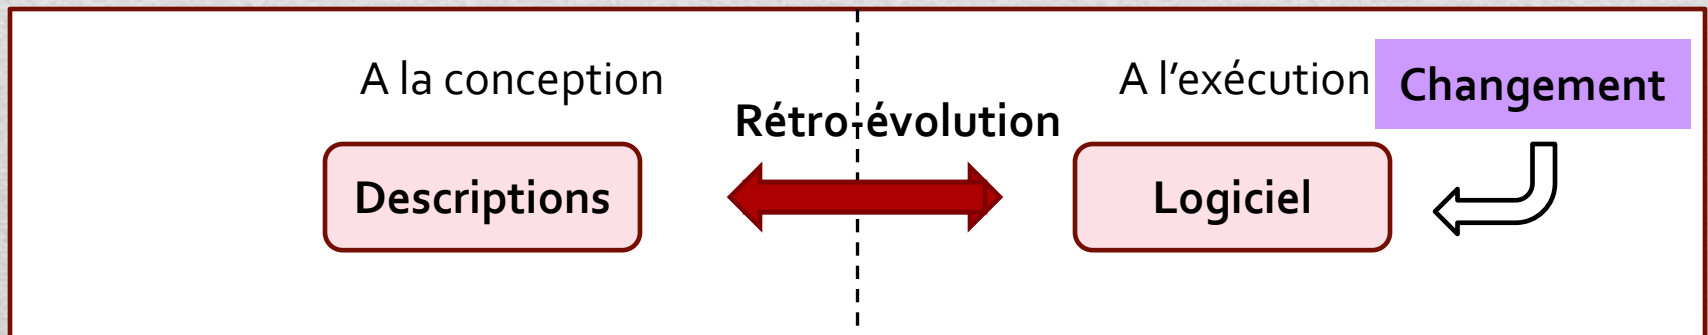 A la conception
A l’exécution
Changement
Rétro-évolution
Descriptions
Logiciel